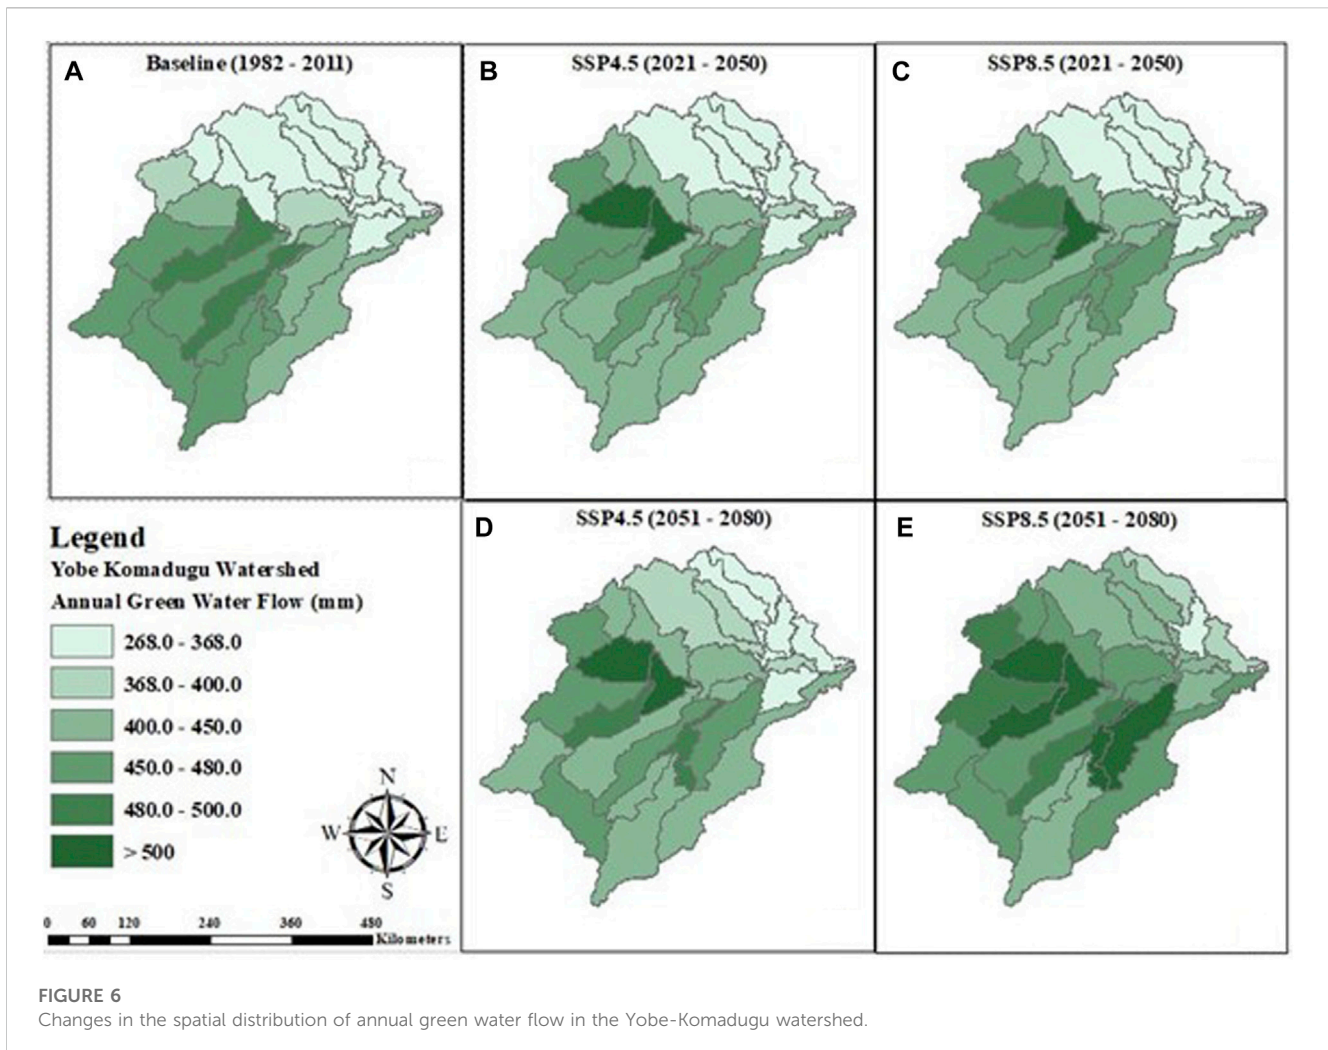 A
Baseline (1982 - 2011)
B
SSP4.5 (2021 - 2050)
C
SSP8.5 (2021 - 2050)
Legend
Yobe Komadugu Watershed
Annual Green Water Flow (mm)
268.0 - 368.0
368.0 - 400.0
400.0 - 450.0
450.0 - 480.0
480.0 - 500.0
> 500
N
W
E
S
0 60 120 240 360 480
Kilometers
D
SSP4.5 (2051 - 2080)
E
SSP8.5 (2051 - 2080)
FIGURE 6
Changes in the spatial distribution of annual green water flow in the Yobe-Komadugu watershed.